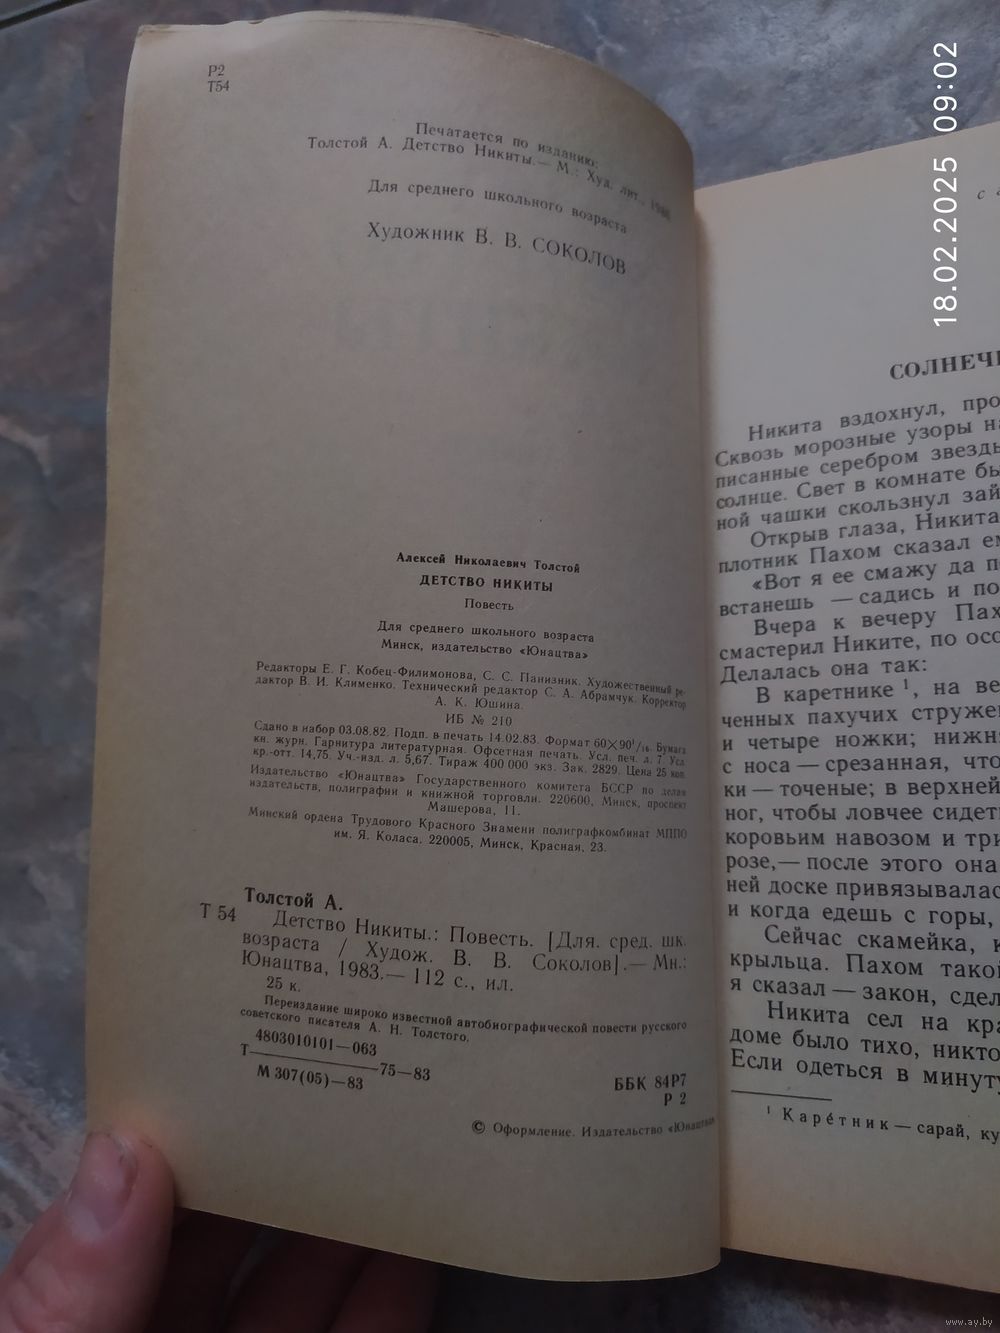 Р2
Т54
Печатается по изданию:
Толстой А. Детство Никиты.— М.: Худ. лит.,
Для среднего школьного возраста
Художник В. В. СОКОЛОВ
Алексей Николаевич Толстой
ДЕТСТВО НИКИТЫ
Повесть
Для среднего школьного возраста
Минск, издательство «Юнацтва»
Редакторы Е. Г. Кобец-Филимонова, С. С. Панизник. Художественный ре-
дактор В. И. Клименко. Технический редактор С. А. Абрамчук. Корректор
А. К. Юшина.
ИБ № 210
Сдано в набор 03.08.82. Подп. в печать 14.02.83. Формат 60×90¹/₁₆. Бумага
кн. журн. Гарнитура литературная. Офсетная печать. Усл. печ. л. 7. Усл.
кр.-отт. 14,75. Уч.-изд. л. 5,67. Тираж 400 000 экз. Зак. 2829. Цена 25 коп.
Издательство «Юнацтва» Государственного комитета БССР по делам
издательств, полиграфии и книжной торговли. 220600, Минск, проспект
Машерова, 11.
Минский ордена Трудового Красного Знамени полиграфкомбинат МППО
им. Я. Коласа. 220005, Минск, Красная, 23.
Толстой А.
Т 54 Детство Никиты.: Повесть. [Для. сред. шк.
возраста / Худож. В. В. Соколов].— Мн.:
Юнацтва, 1983.— 112 с., ил.
25 к.
Переиздание широко известной автобиографической повести русского
советского писателя А. Н. Толстого.
4803010101—063
Т————75—83
М 307(05)—83
ББК 84Р7
Р 2
© Оформление. Издательство «Юнацтва»
СОЛНЕЧН
Никита вздохнул, про
Сквозь морозные узоры на
писанные серебром звезды
солнце. Свет в комнате бы
ной чашки скользнул зай
Открыв глаза, Никита
плотник Пахом сказал ем
«Вот я ее смажу да п
встанешь — садись и по
Вчера к вечеру Пах
смастерил Никите, по осо
Делалась она так:
В каретнике ¹, на ве
ченных пахучих стружек
и четыре ножки; нижня
с носа — срезанная, что
ки — точеные; в верхней
ног, чтобы ловчее сидеть
коровьим навозом и три
розе,— после этого она
ней доске привязывалас
и когда едешь с горы,
Сейчас скамейка, к
крыльца. Пахом такой
я сказал — закон, сдел
Никита сел на кра
доме было тихо, никто
Если одеться в минуту
¹ Каре́тник — сарай, ку
18.02.2025 09:02
www.ay.by